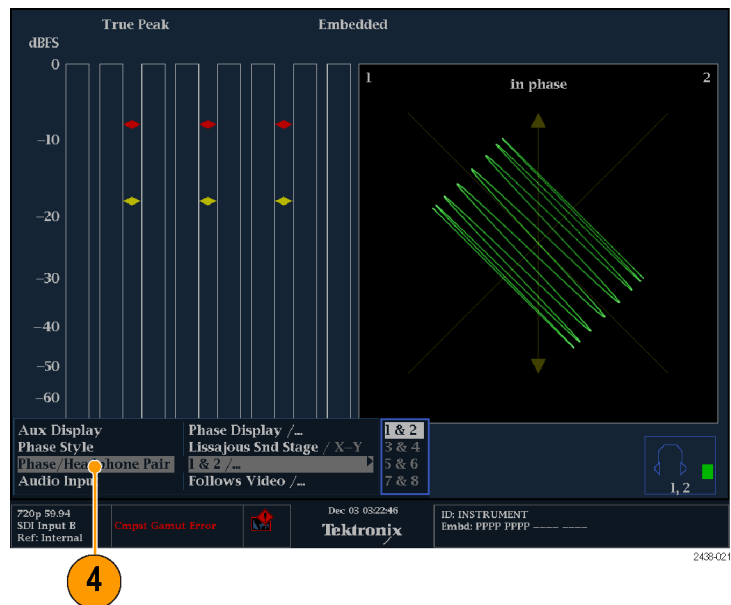 True Peak
Embedded
dBFS
0
-10
-20
-30
-40
-50
-60
1
in phase
2
Aux Display
Phase Display /...
1 & 2
Phase Style
Lissajous Snd Stage / X-Y
3 & 4
Phase/Headphone Pair
1 & 2 /...
5 & 6
Audio Input
Follows Video /...
7 & 8
1, 2
720p 59.94
SDI Input B
Ref: Internal
Cmpst Gamut Error
Dec 03 03:22:46
Tektronix
ID: INSTRUMENT
Embd: PPPP PPPP ---- ----
2438-021
4